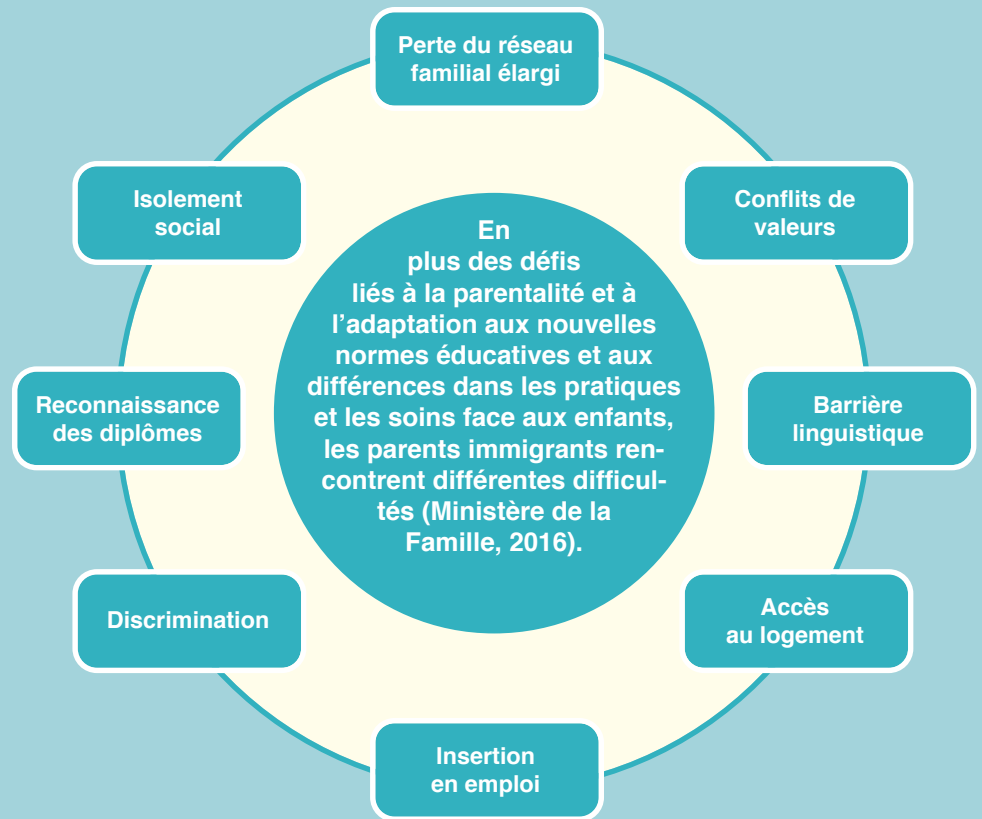 Perte du réseau
familial élargi
Isolement
social
Conflits de
valeurs
En
plus des défis
liés à la parentalité et à
l’adaptation aux nouvelles
normes éducatives et aux
différences dans les pratiques
et les soins face aux enfants,
les parents immigrants ren-
contrent différentes difficul-
tés (Ministère de la
Famille, 2016).
Reconnaissance
des diplômes
Barrière
linguistique
Discrimination
Accès
au logement
Insertion
en emploi